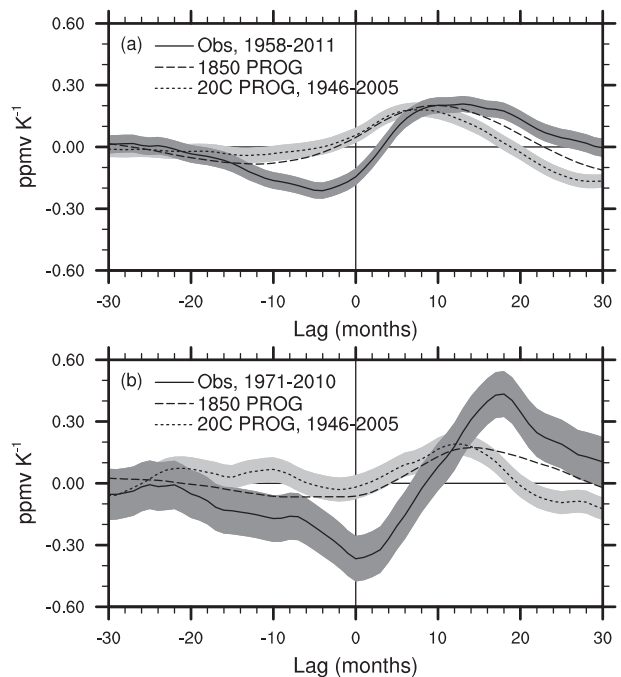 0.60
(a)
Obs, 1958-2011
1850 PROG
20C PROG, 1946-2005
0.30
0.00
-0.30
-0.60
ppmv K⁻¹
-30 -20 -10 0 10 20 30
Lag (months)
0.60
(b)
Obs, 1971-2010
1850 PROG
20C PROG, 1946-2005
0.30
0.00
-0.30
-0.60
ppmv K⁻¹
-30 -20 -10 0 10 20 30
Lag (months)